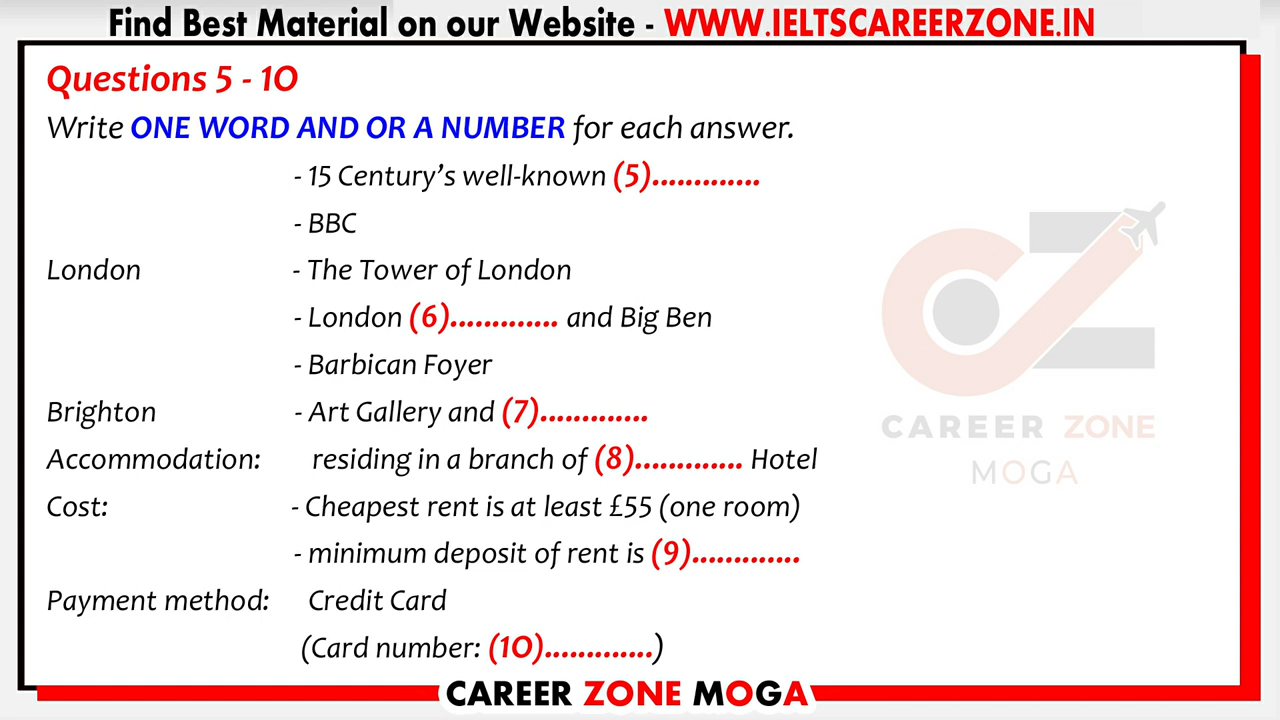 Find Best Material on our Website - WWW.IELTSCAREERZONE.IN
Questions 5 - 10
Write ONE WORD AND OR A NUMBER for each answer.
- 15 Century’s well-known (5).............
- BBC
London - The Tower of London
- London (6)............. and Big Ben
- Barbican Foyer
Brighton - Art Gallery and (7).............
Accommodation: residing in a branch of (8)............. Hotel
Cost: - Cheapest rent is at least £55 (one room)
- minimum deposit of rent is (9).............
Payment method: Credit Card
(Card number: (10).............)
CAREER ZONE
MOGA
CAREER ZONE MOGA